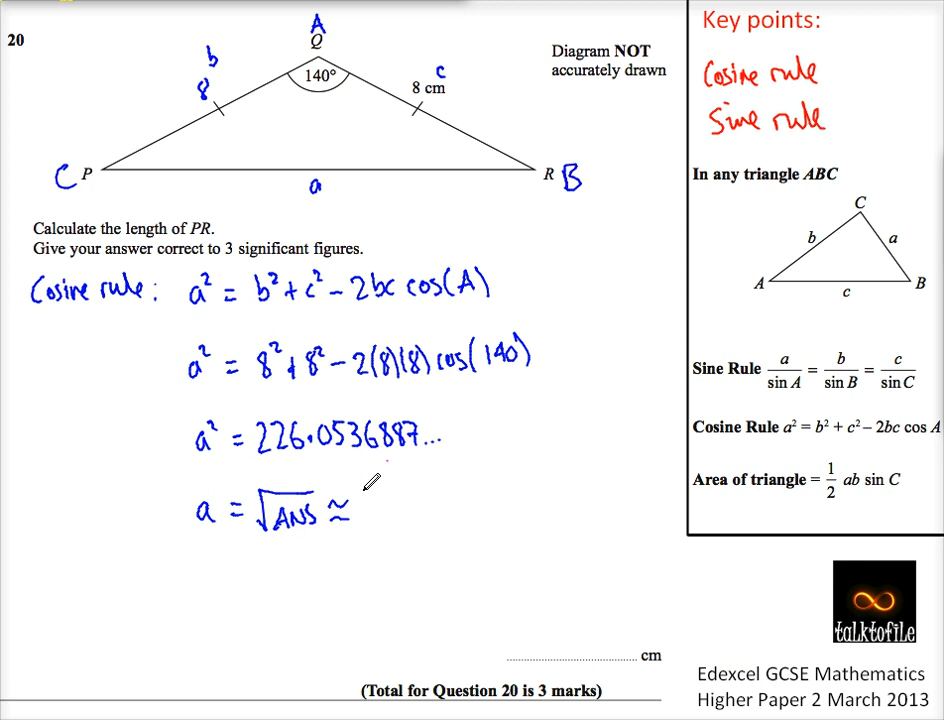 20
A
Q
b
8
140°
c
8 cm
Diagram NOT
accurately drawn
C P
R B
a
Calculate the length of PR.
Give your answer correct to 3 significant figures.
Cosine rule: a² = b² + c² - 2bc cos(A)
a² = 8² + 8² - 2(8)(8) cos(140)
a² = 226.0536887...
a = √ANS ≃
cm
(Total for Question 20 is 3 marks)
Key points:
Cosine rule
Sine rule
In any triangle ABC
C
b
a
A
B
c
Sine Rule a/sin A = b/sin B = c/sin C
Cosine Rule a² = b² + c² – 2bc cos A
Area of triangle = 1/2 ab sin C
talktofile
Edexcel GCSE Mathematics
Higher Paper 2 March 2013